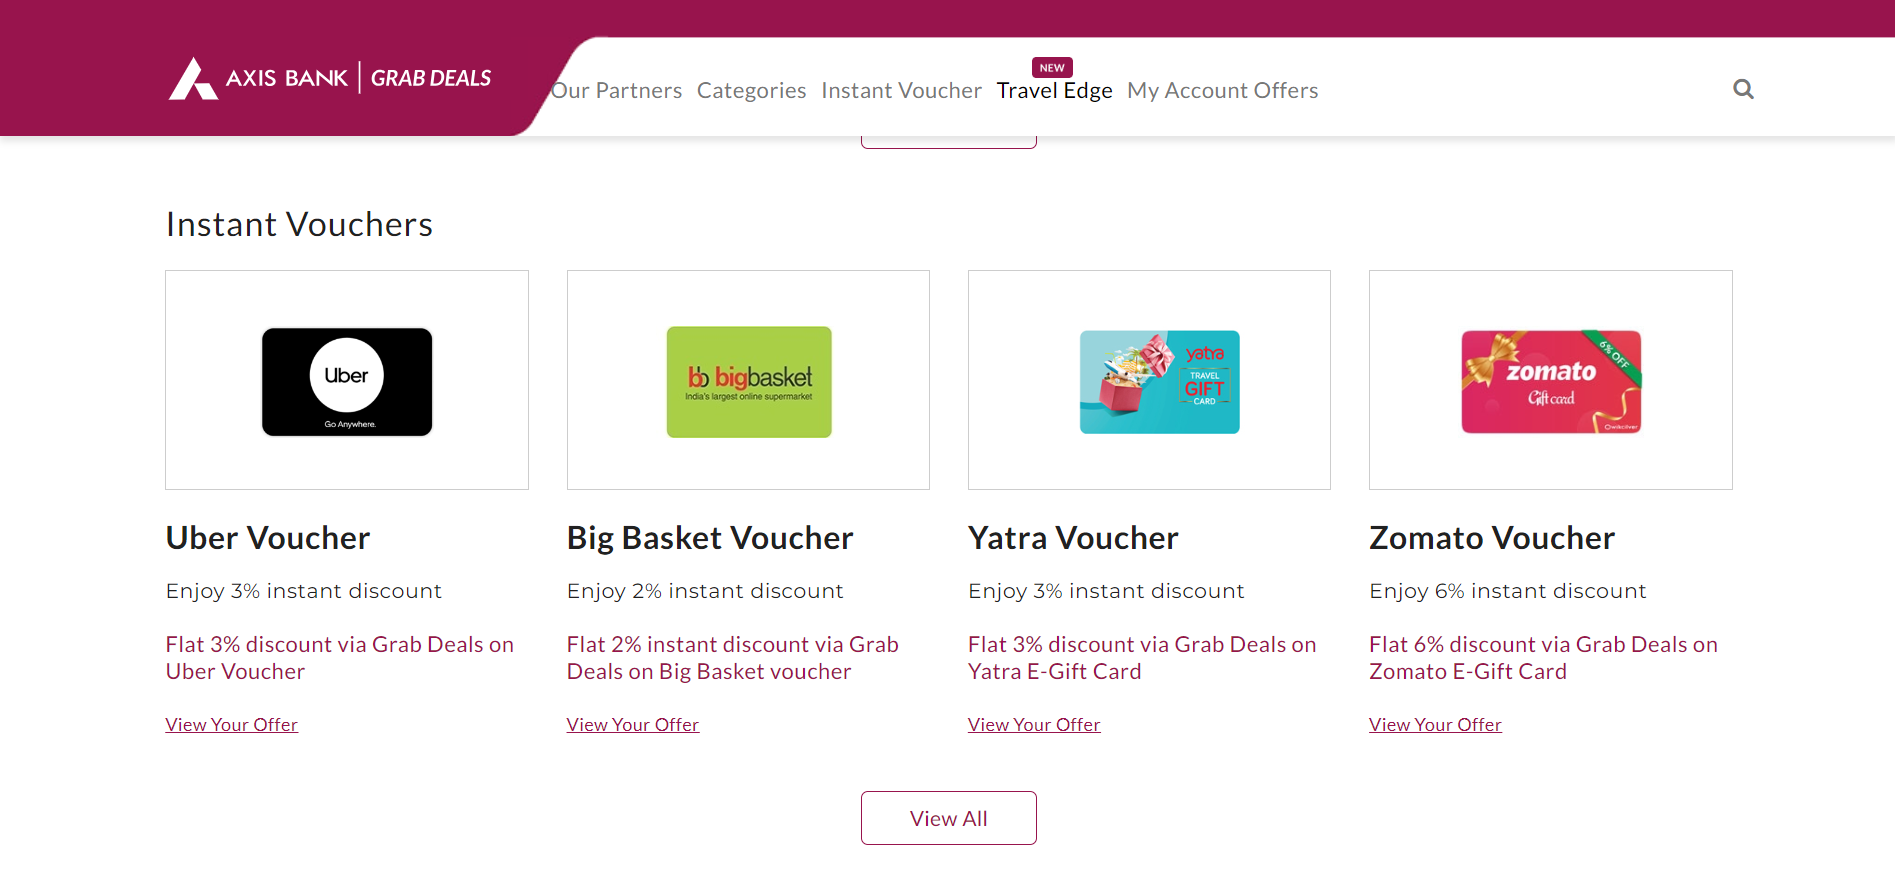 AXIS BANK | GRAB DEALS
NEW
Our Partners Categories Instant Voucher Travel Edge My Account Offers
Instant Vouchers
Uber
Go Anywhere.
bb bigbasket
India's largest online supermarket
yatra
TRAVEL
GIFT
CARD
6% OFF
zomato
Gift card
Qwikcilver
Uber Voucher
Enjoy 3% instant discount
Flat 3% discount via Grab Deals on
Uber Voucher
View Your Offer
Big Basket Voucher
Enjoy 2% instant discount
Flat 2% instant discount via Grab
Deals on Big Basket voucher
View Your Offer
Yatra Voucher
Enjoy 3% instant discount
Flat 3% discount via Grab Deals on
Yatra E-Gift Card
View Your Offer
Zomato Voucher
Enjoy 6% instant discount
Flat 6% discount via Grab Deals on
Zomato E-Gift Card
View Your Offer
View All